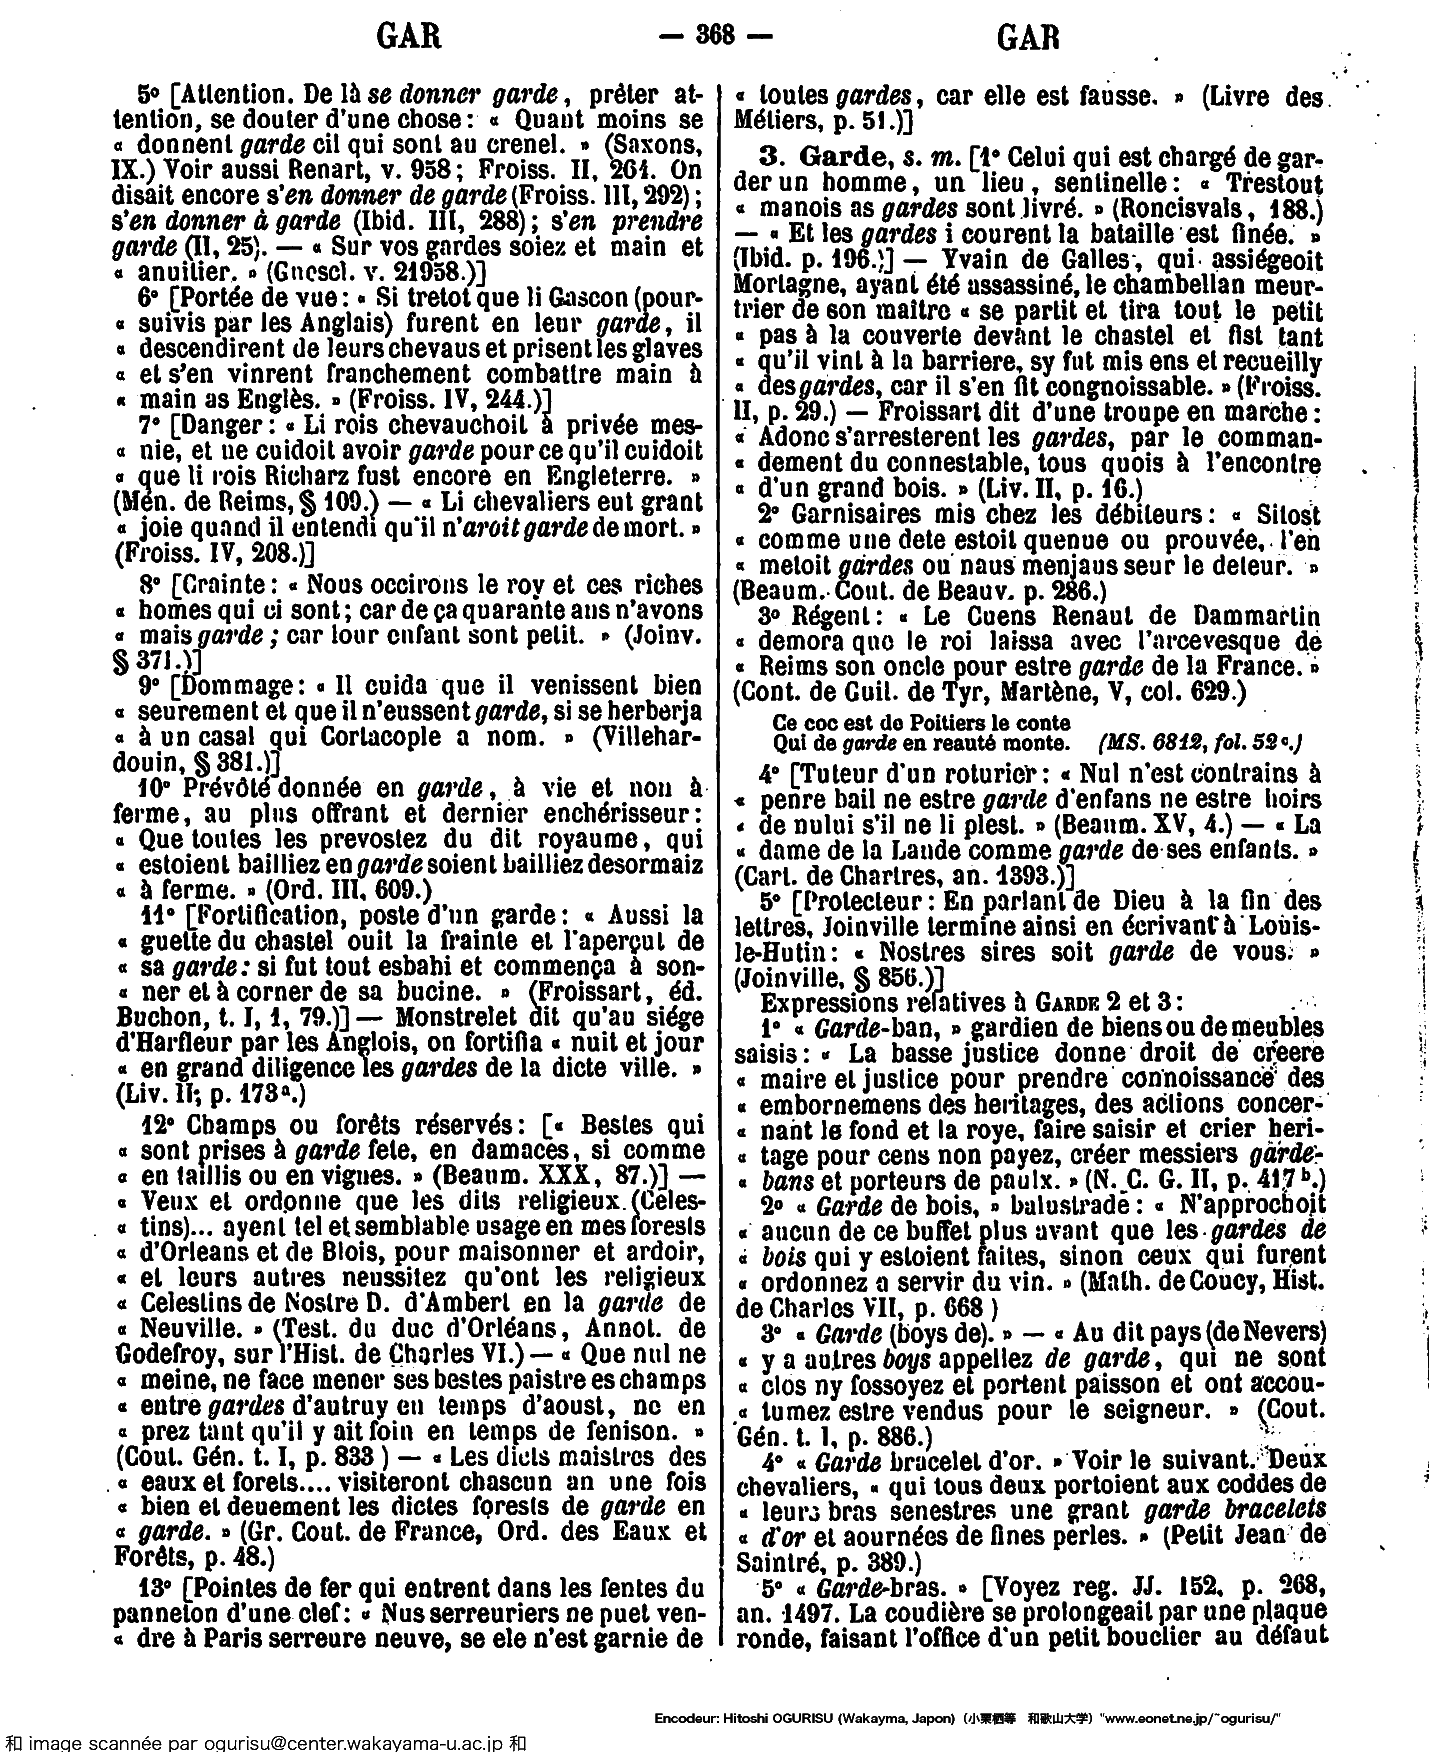 GAR — 368 — GAR
5° [Attention. De là se donner garde, prêter at-
tention, se douter d'une chose : « Quant moins se
« donnent garde cil qui sont au crenel. » (Saxons,
IX.) Voir aussi Renart, v. 958 ; Froiss. II, 264. On
disait encore s'en donner de garde (Froiss. III, 292) ;
s'en donner à garde (Ibid. III, 288) ; s'en prendre
garde (II, 25). — « Sur vos gardes soiez et main et
« anuitier. » (Guescl. v. 21958.)]
6° [Portée de vue : « Si tretot que li Gascon (pour-
« suivis par les Anglais) furent en leur garde, il
« descendirent de leurs chevaus et prisent les glaves
« et s'en vinrent franchement combattre main à
« main as Englès. » (Froiss. IV, 244.)]
7° [Danger : « Li rois chevauchoit à privée mes-
« nie, et ne cuidoit avoir garde pour ce qu'il cuidoit
« que li rois Richarz fust encore en Engleterre. »
(Mén. de Reims, § 109.) — « Li chevaliers eut grant
« joie quand il entendi qu'il n'aroit garde de mort. »
(Froiss. IV, 208.)]
8° [Crainte : « Nous occirons le roy et ces riches
« homes qui ci sont ; car de ça quarante ans n'avons
« mais garde ; car lour enfant sont petit. » (Joinv.
§ 371.)]
9° [Dommage : « Il cuida que il venissent bien
« seurement et que il n'eussent garde, si se herberja
« à un casal qui Cortacople a nom. » (Villehar-
douin, § 381.)]
10° Prévôté donnée en garde, à vie et non à
ferme, au plus offrant et dernier enchérisseur :
« Que toutes les prevostez du dit royaume, qui
« estoient bailliez en garde soient bailliez desormaiz
« à ferme. » (Ord. III, 609.)
11° [Fortification, poste d'un garde : « Aussi la
« guette du chastel ouit la frainte et l'aperçut de
« sa garde : si fut tout esbahi et commença à son-
« ner et à corner de sa bucine. » (Froissart, éd.
Buchon, t. I, 1, 79.)] — Monstrelet dit qu'au siége
d'Harfleur par les Anglois, on fortifia « nuit et jour
« en grand diligence les gardes de la dicte ville. »
(Liv. II, p. 173ª.)
12° Champs ou forêts réservés : [« Bestes qui
« sont prises à garde fete, en damaces, si comme
« en taillis ou en vignes. » (Beaum. XXX, 87.)] —
« Veux et ordonne que les dits religieux (Céles-
« tins)... ayent tel et semblable usage en mes forests
« d'Orleans et de Blois, pour maisonner et ardoir,
« et leurs autres neussitez qu'ont les religieux
« Celestins de Nostre D. d'Ambert en la garde de
« Neuville. » (Test. du duc d'Orléans, Annot. de
Godefroy, sur l'Hist. de Charles VI.) — « Que nul ne
« meine, ne face mener ses bestes paistre es champs
« entre gardes d'autruy en temps d'aoust, ne en
« prez tant qu'il y ait foin en temps de fenison. »
(Cout. Gén. t. I, p. 833 ) — « Les dicts maistres des
« eaux et forets.... visiteront chascun an une fois
« bien et deuement les dictes forests de garde en
« garde. » (Gr. Cout. de France, Ord. des Eaux et
Forêts, p. 48.)
13° [Pointes de fer qui entrent dans les fentes du
panneton d'une clef : « Nus serreuriers ne puet ven-
« dre à Paris serreure neuve, se ele n'est garnie de
« toutes gardes, car elle est fausse. » (Livre des
Métiers, p. 51.)]
3. Garde, s. m. [1° Celui qui est chargé de gar-
der un homme, un lieu, sentinelle : « Trestout
« manois as gardes sont livré. » (Roncisvals, 188.)
— « Et les gardes i courent la bataille est finée. »
(Ibid. p. 196.)] — Yvain de Galles, qui assiégeoit
Mortagne, ayant été assassiné, le chambellan meur-
trier de son maître « se partit et tira tout le petit
« pas à la couverte devant le chastel et fist tant
« qu'il vint à la barriere, sy fut mis ens et recueilly
« des gardes, car il s'en fit congnoissable. » (Froiss.
II, p. 29.) — Froissart dit d'une troupe en marche :
« Adonc s'arresterent les gardes, par le comman-
« dement du connestable, tous quois à l'encontre
« d'un grand bois. » (Liv. II, p. 16.)
2° Garnisaires mis chez les débiteurs : « Sitost
« comme une dete estoit quenue ou prouvée, l'en
« metoit gardes ou naus menjaus seur le deteur. »
(Beaum. Cout. de Beauv. p. 286.)
3° Régent : « Le Cuens Renaut de Dammartin
« demora que le roi laissa avec l'arcevesque de
« Reims son oncle pour estre garde de la France. »
(Cont. de Guil. de Tyr, Martène, V, col. 629.)
Ce coc est de Poitiers le conte
Qui de garde en reauté monte. (MS. 6812, fol. 52ᶜ.)
4° [Tuteur d'un roturier : « Nul n'est contrains à
« penre bail ne estre garde d'enfans ne estre hoirs
« de nului s'il ne li plest. » (Beaum. XV, 4.) — « La
« dame de la Lande comme garde de ses enfants. »
(Cart. de Chartres, an. 1393.)]
5° [Protecteur : En parlant de Dieu à la fin des
lettres, Joinville termine ainsi en écrivant à Louis-
le-Hutin : « Nostres sires soit garde de vous. »
(Joinville, § 856.)]
Expressions relatives à GARDE 2 et 3 :
1° « Garde-ban, » gardien de biens ou de meubles
saisis : « La basse justice donne droit de creere
« maire et justice pour prendre connoissance des
« embornemens des heritages, des actions concer-
« nant le fond et la roye, faire saisir et crier heri-
« tage pour cens non payez, créer messiers garde-
« bans et porteurs de paulx. » (N. C. G. II, p. 417ᵇ.)
2° « Garde de bois, » balustrade : « N'approchoit
« aucun de ce buffet plus avant que les gardes de
« bois qui y estoient faites, sinon ceux qui furent
« ordonnez a servir du vin. » (Math. de Coucy, Hist.
de Charles VII, p. 668 )
3° « Garde (boys de). » — « Au dit pays (de Nevers)
« y a autres boys appellez de garde, qui ne sont
« clos ny fossoyez et portent paisson et ont accou-
« tumez estre vendus pour le seigneur. » (Cout.
Gén. t. I, p. 886.)
4° « Garde bracelet d'or. » Voir le suivant. Deux
chevaliers, « qui tous deux portoient aux coddes de
« leurs bras senestres une grant garde bracelets
« d'or et aournées de fines perles. » (Petit Jean de
Saintré, p. 389.)
5° « Garde-bras. » [Voyez reg. JJ. 152, p. 268,
an. 1497. La coudière se prolongeait par une plaque
ronde, faisant l'office d'un petit bouclier au défaut
Encodeur: Hitoshi OGURISU (Wakayma, Japon) (小栗栖等 和歌山大学) "www.eonet.ne.jp/~ogurisu/"
和 image scannée par ogurisu@center.wakayama-u.ac.jp 和